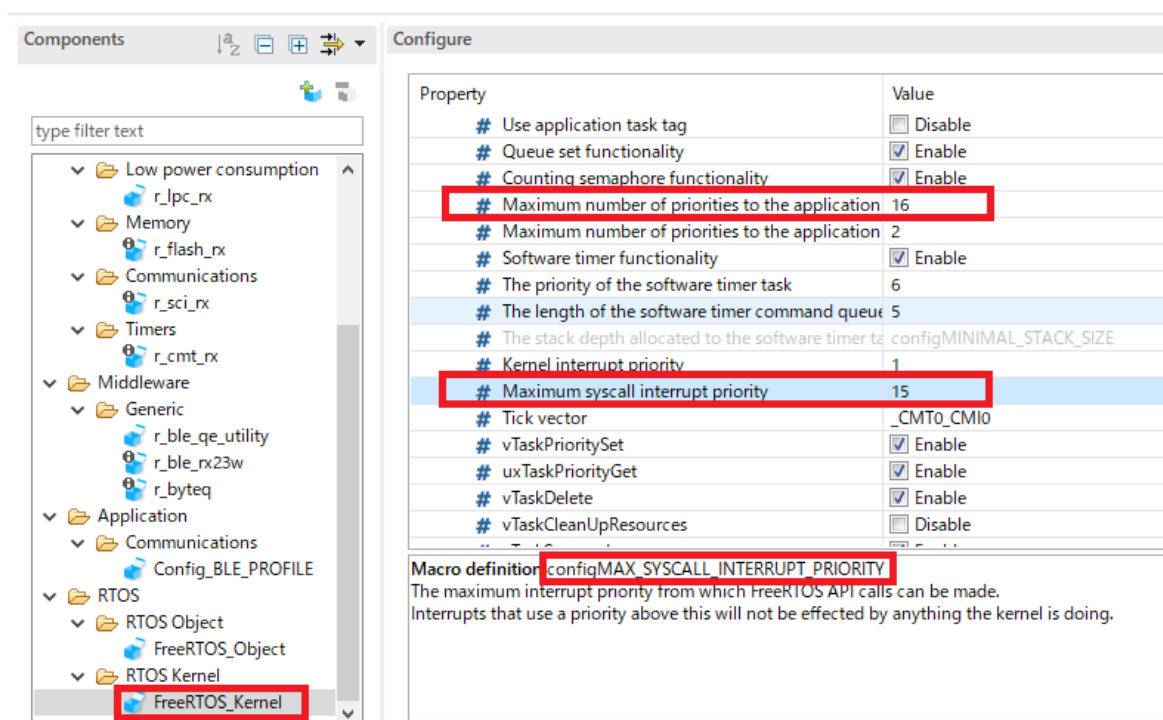 Components
Configure
type filter text
Low power consumption
r_lpc_rx
Memory
r_flash_rx
Communications
r_sci_rx
Timers
r_cmt_rx
Middleware
Generic
r_ble_qe_utility
r_ble_rx23w
r_byteq
Application
Communications
Config_BLE_PROFILE
RTOS
RTOS Object
FreeRTOS_Object
RTOS Kernel
FreeRTOS_Kernel
Property Value
# Use application task tag Disable
# Queue set functionality Enable
# Counting semaphore functionality Enable
# Maximum number of priorities to the application 16
# Maximum number of priorities to the application 2
# Software timer functionality Enable
# The priority of the software timer task 6
# The length of the software timer command queue 5
# The stack depth allocated to the software timer ta configMINIMAL_STACK_SIZE
# Kernel interrupt priority 1
# Maximum syscall interrupt priority 15
# Tick vector _CMT0_CMI0
# vTaskPrioritySet Enable
# uxTaskPriorityGet Enable
# vTaskDelete Enable
# vTaskCleanUpResources Disable
Macro definition configMAX_SYSCALL_INTERRUPT_PRIORITY
The maximum interrupt priority from which FreeRTOS API calls can be made.
Interrupts that use a priority above this will not be effected by anything the kernel is doing.